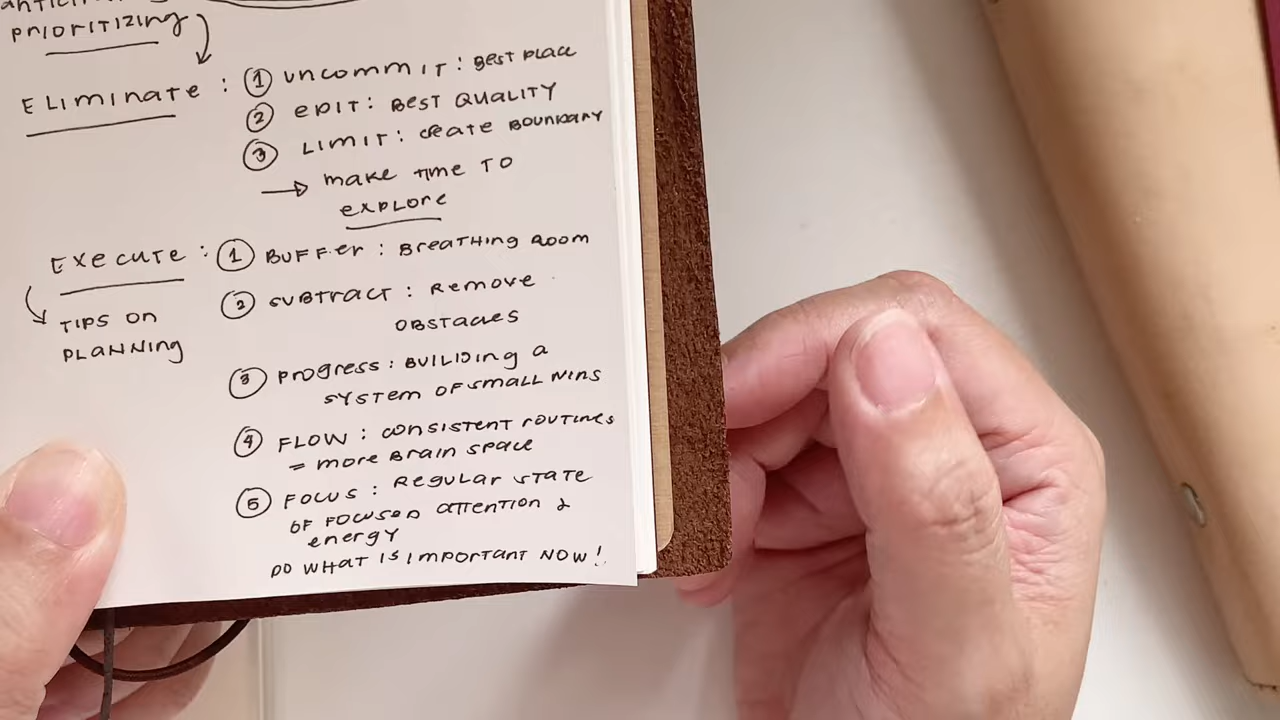 PRIORITIZING
ELIMINATE : ① UNCOMMIT : BEST PLACE
② EDIT : BEST QUALITY
③ LIMIT : CREATE BOUNDARY
→ MAKE TIME TO
EXPLORE
EXECUTE : ① BUFFER : BREATHING ROOM
② SUBTRACT : REMOVE
OBSTACLES
TIPS ON
PLANNING
③ PROGRESS : BUILDING A
SYSTEM OF SMALL WINS
④ FLOW : CONSISTENT ROUTINES
= MORE BRAIN SPACE
⑤ FOCUS : REGULAR STATE
OF FOCUSED ATTENTION &
ENERGY
DO WHAT IS IMPORTANT NOW!